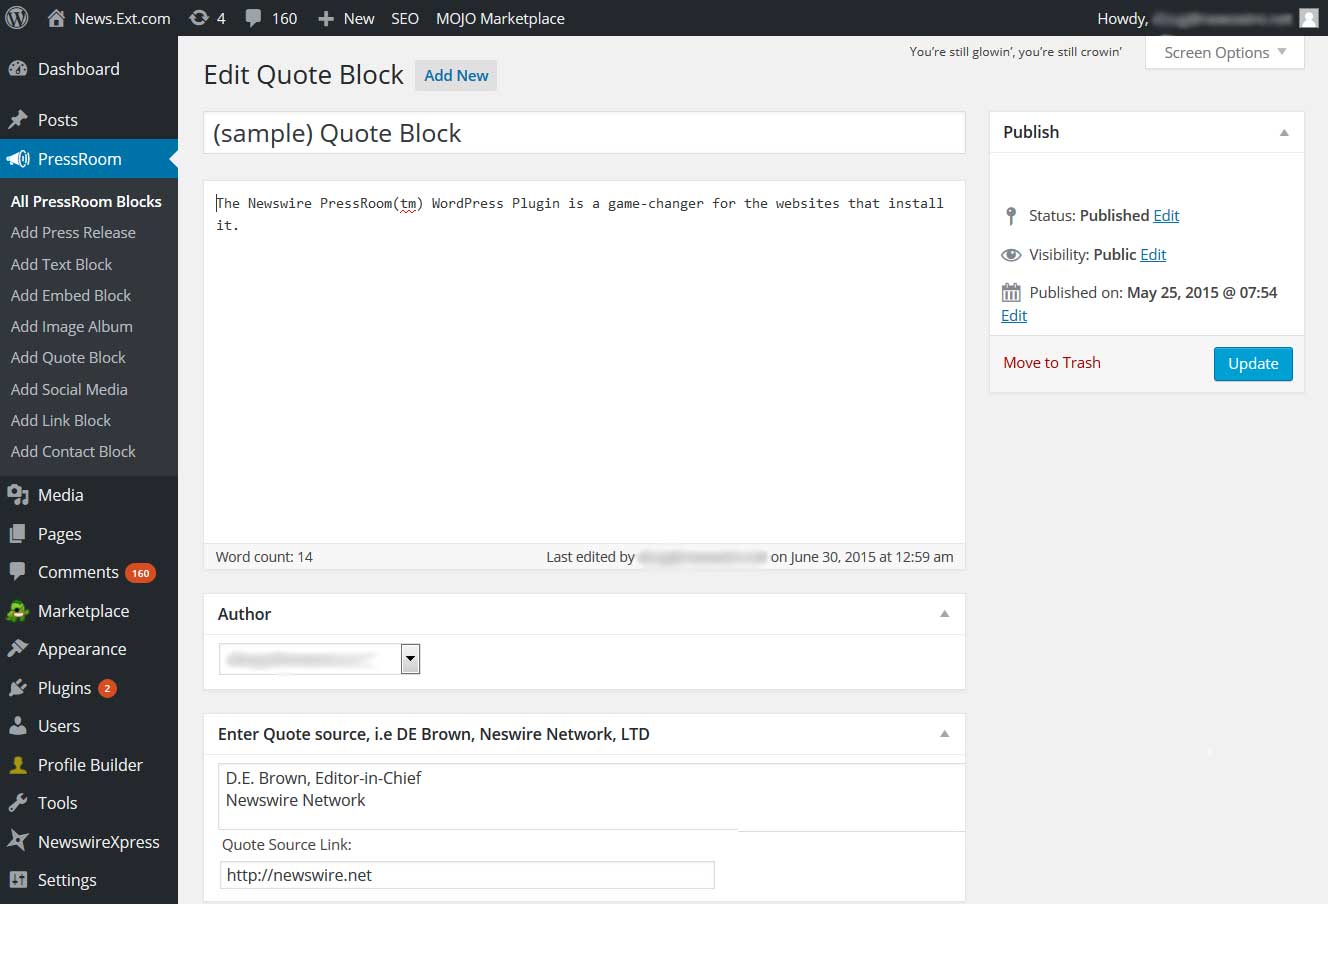 News.Ext.com 4 160 New SEO MOJO Marketplace Howdy,
You're still glowin', you're still crowin' Screen Options
Dashboard
Posts
PressRoom
All PressRoom Blocks
Add Press Release
Add Text Block
Add Embed Block
Add Image Album
Add Quote Block
Add Social Media
Add Link Block
Add Contact Block
Media
Pages
Comments 160
Marketplace
Appearance
Plugins 2
Users
Profile Builder
Tools
NewswireXpress
Settings
Edit Quote Block Add New
(sample) Quote Block
The Newswire PressRoom(tm) WordPress Plugin is a game-changer for the websites that install
it.
Word count: 14 Last edited by on June 30, 2015 at 12:59 am
Author
Enter Quote source, i.e DE Brown, Neswire Network, LTD
D.E. Brown, Editor-in-Chief
Newswire Network
Quote Source Link:
http://newswire.net
Publish
Status: Published Edit
Visibility: Public Edit
Published on: May 25, 2015 @ 07:54
Edit
Move to Trash Update